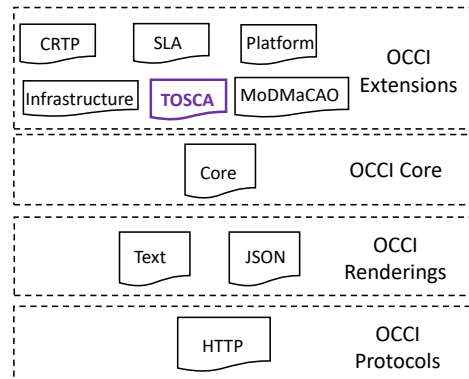 CRTP
SLA
Platform
OCCI
Extensions
Infrastructure
TOSCA
MoDMaCAO
Core
OCCI Core
Text
JSON
OCCI
Renderings
HTTP
OCCI
Protocols